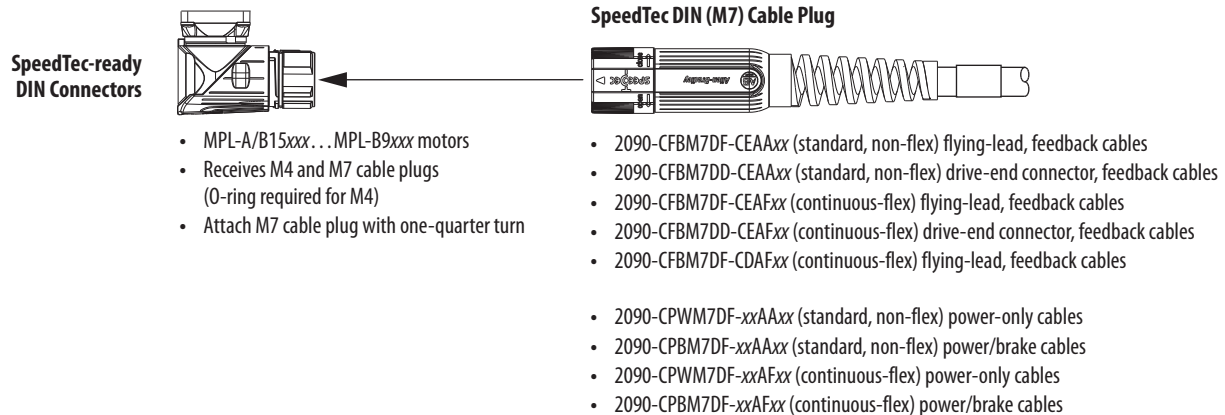 SpeedTec DIN (M7) Cable Plug
SpeedTec-ready
DIN Connectors
SPEEDTEC
Allen-Bradley
AB
• MPL-A/B15xxx…MPL-B9xxx motors
• Receives M4 and M7 cable plugs
(O-ring required for M4)
• Attach M7 cable plug with one-quarter turn
• 2090-CFBM7DF-CEAAxx (standard, non-flex) flying-lead, feedback cables
• 2090-CFBM7DD-CEAAxx (standard, non-flex) drive-end connector, feedback cables
• 2090-CFBM7DF-CEAFxx (continuous-flex) flying-lead, feedback cables
• 2090-CFBM7DD-CEAFxx (continuous-flex) drive-end connector, feedback cables
• 2090-CFBM7DF-CDAFxx (continuous-flex) flying-lead, feedback cables
• 2090-CPWM7DF-xxAAxx (standard, non-flex) power-only cables
• 2090-CPBM7DF-xxAAxx (standard, non-flex) power/brake cables
• 2090-CPWM7DF-xxAFxx (continuous-flex) power-only cables
• 2090-CPBM7DF-xxAFxx (continuous-flex) power/brake cables